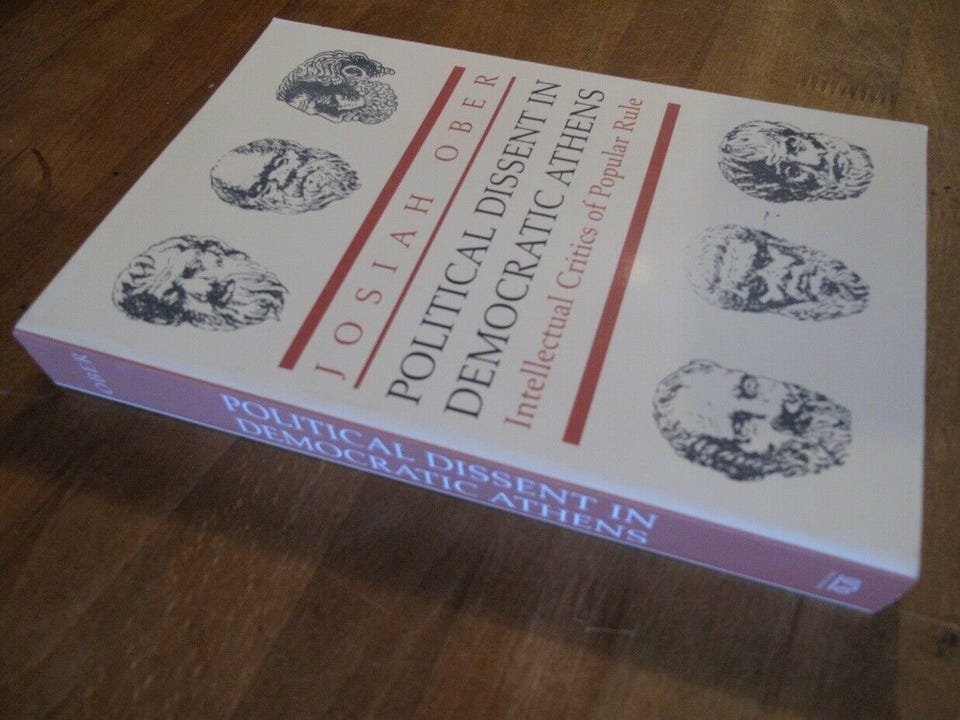 JOSIAH OBER
POLITICAL DISSENT IN
DEMOCRATIC ATHENS
Intellectual Critics of Popular Rule
OBER
POLITICAL DISSENT IN
DEMOCRATIC ATHENS